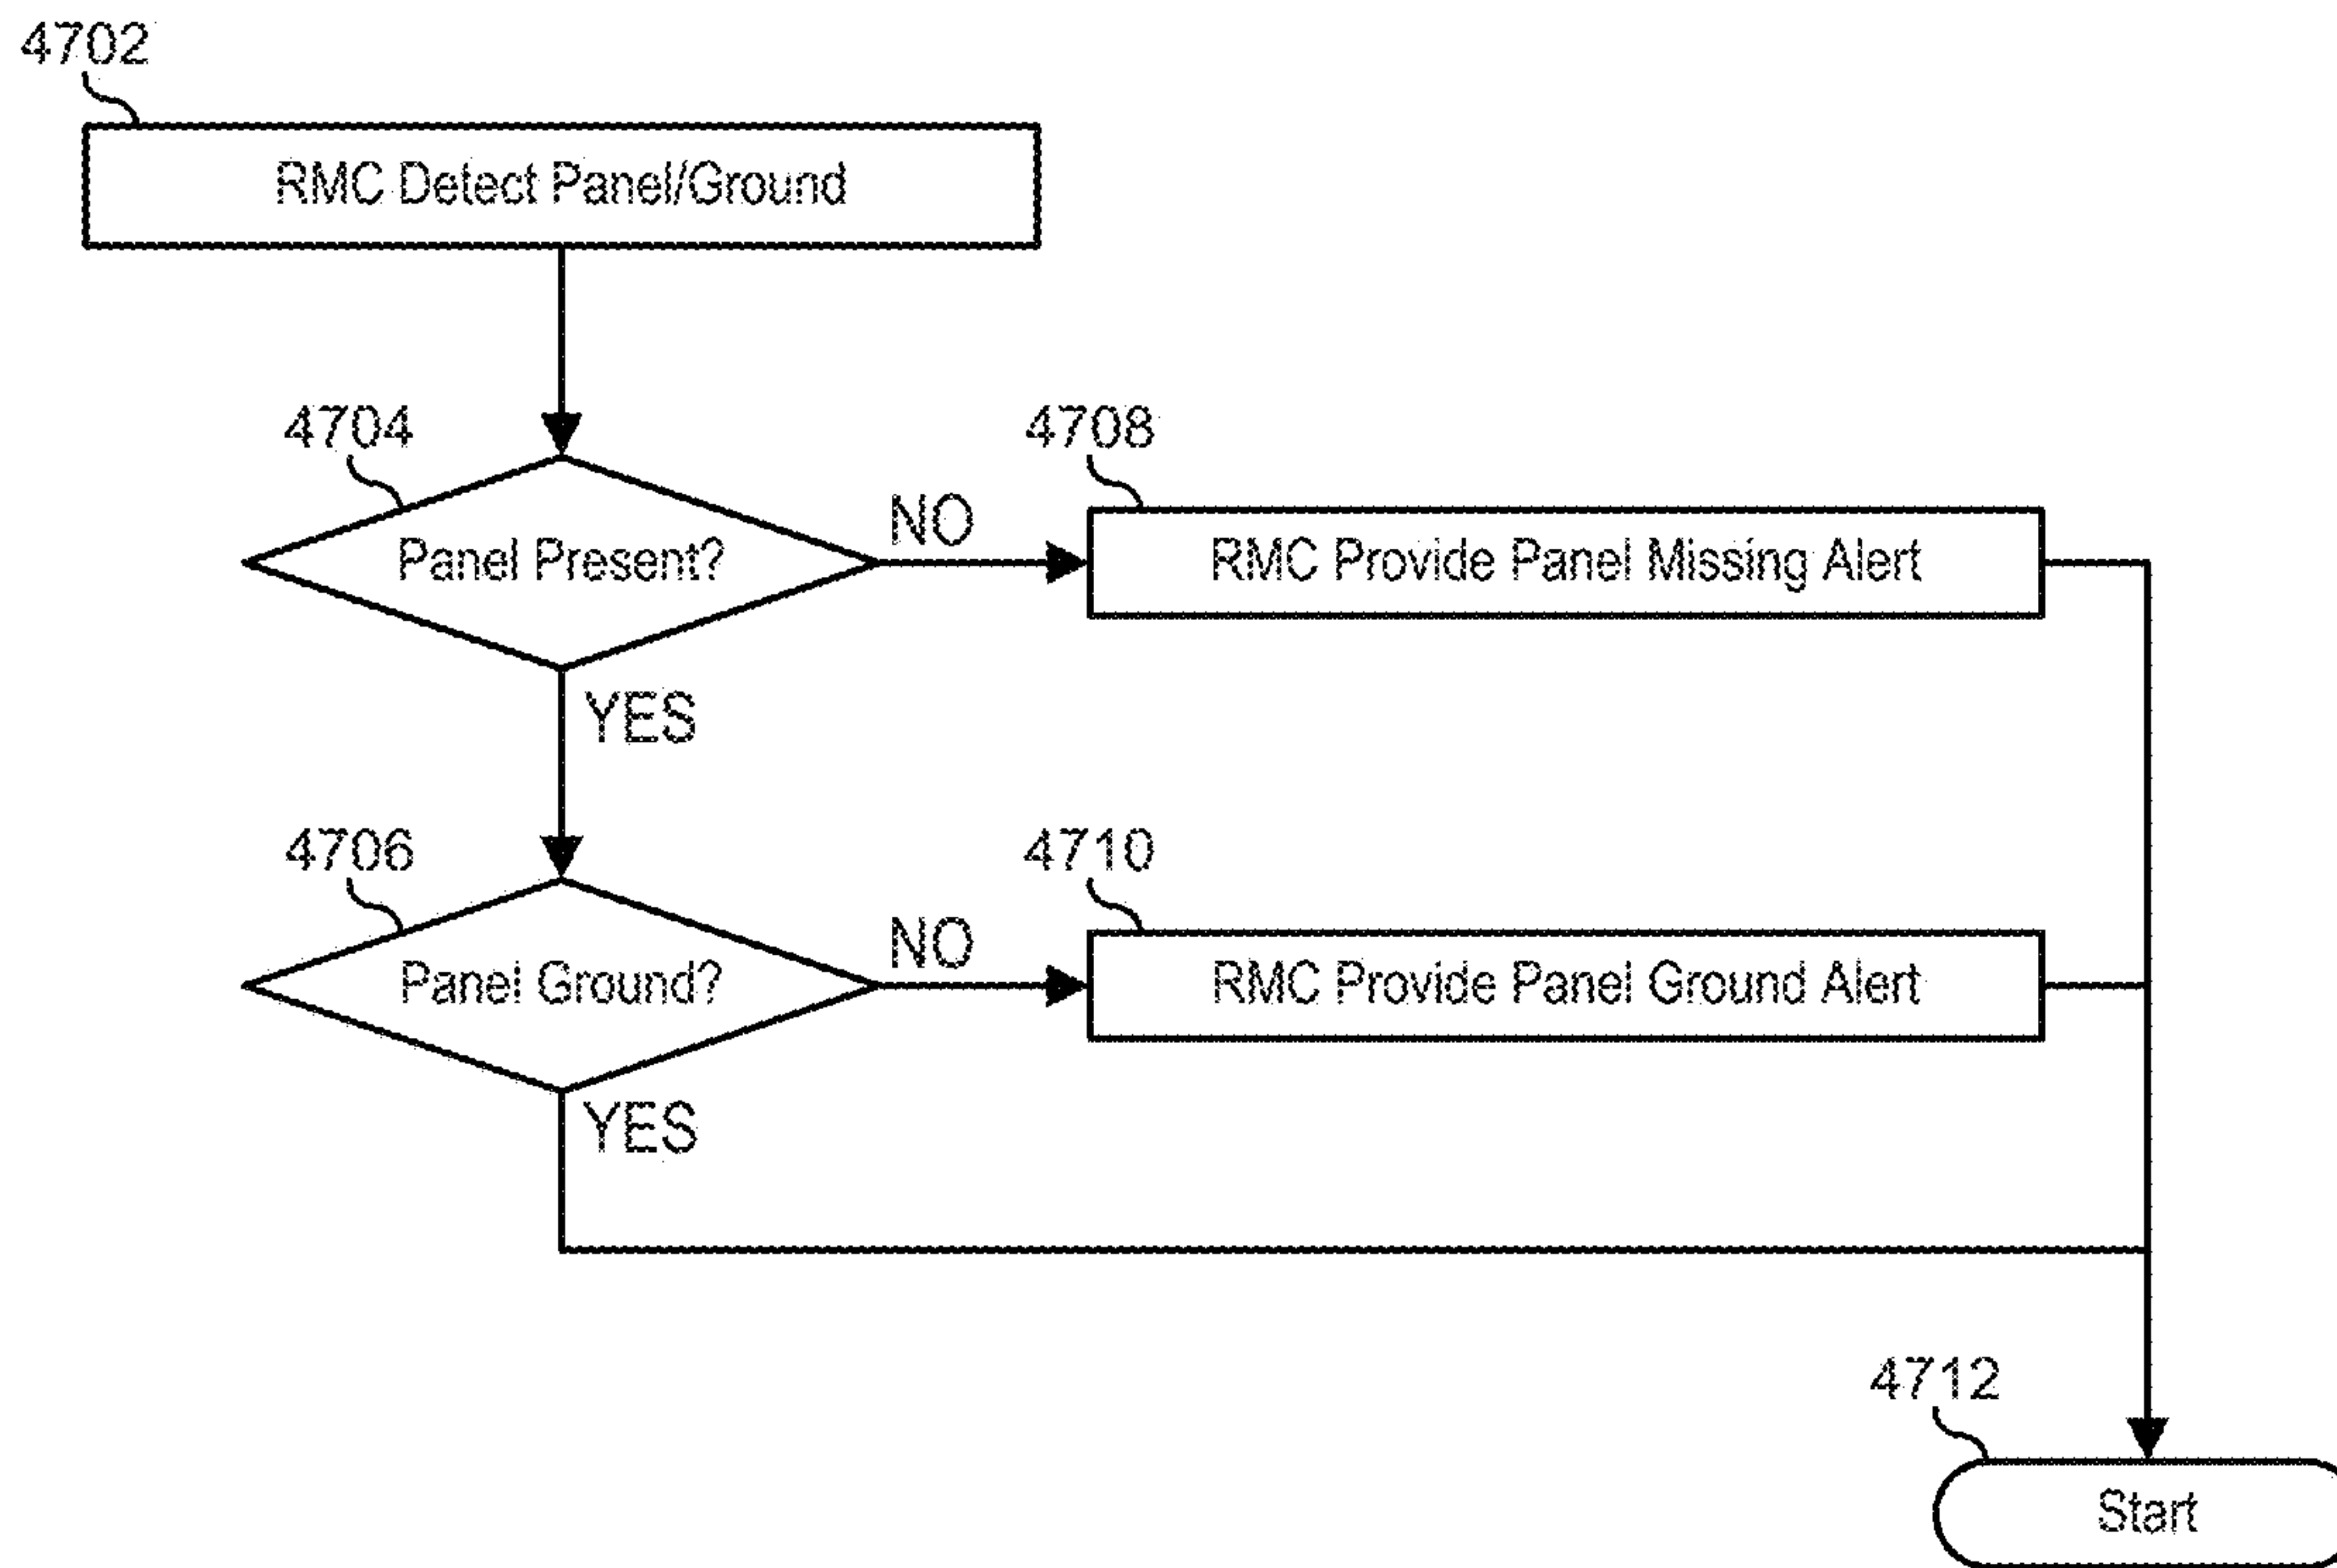 4702
RMC Detect Panel/Ground
4704
4708
Panel Present?
NO
RMC Provide Panel Missing Alert
YES
4706
4710
Panel Ground?
NO
RMC Provide Panel Ground Alert
YES
4712
Start